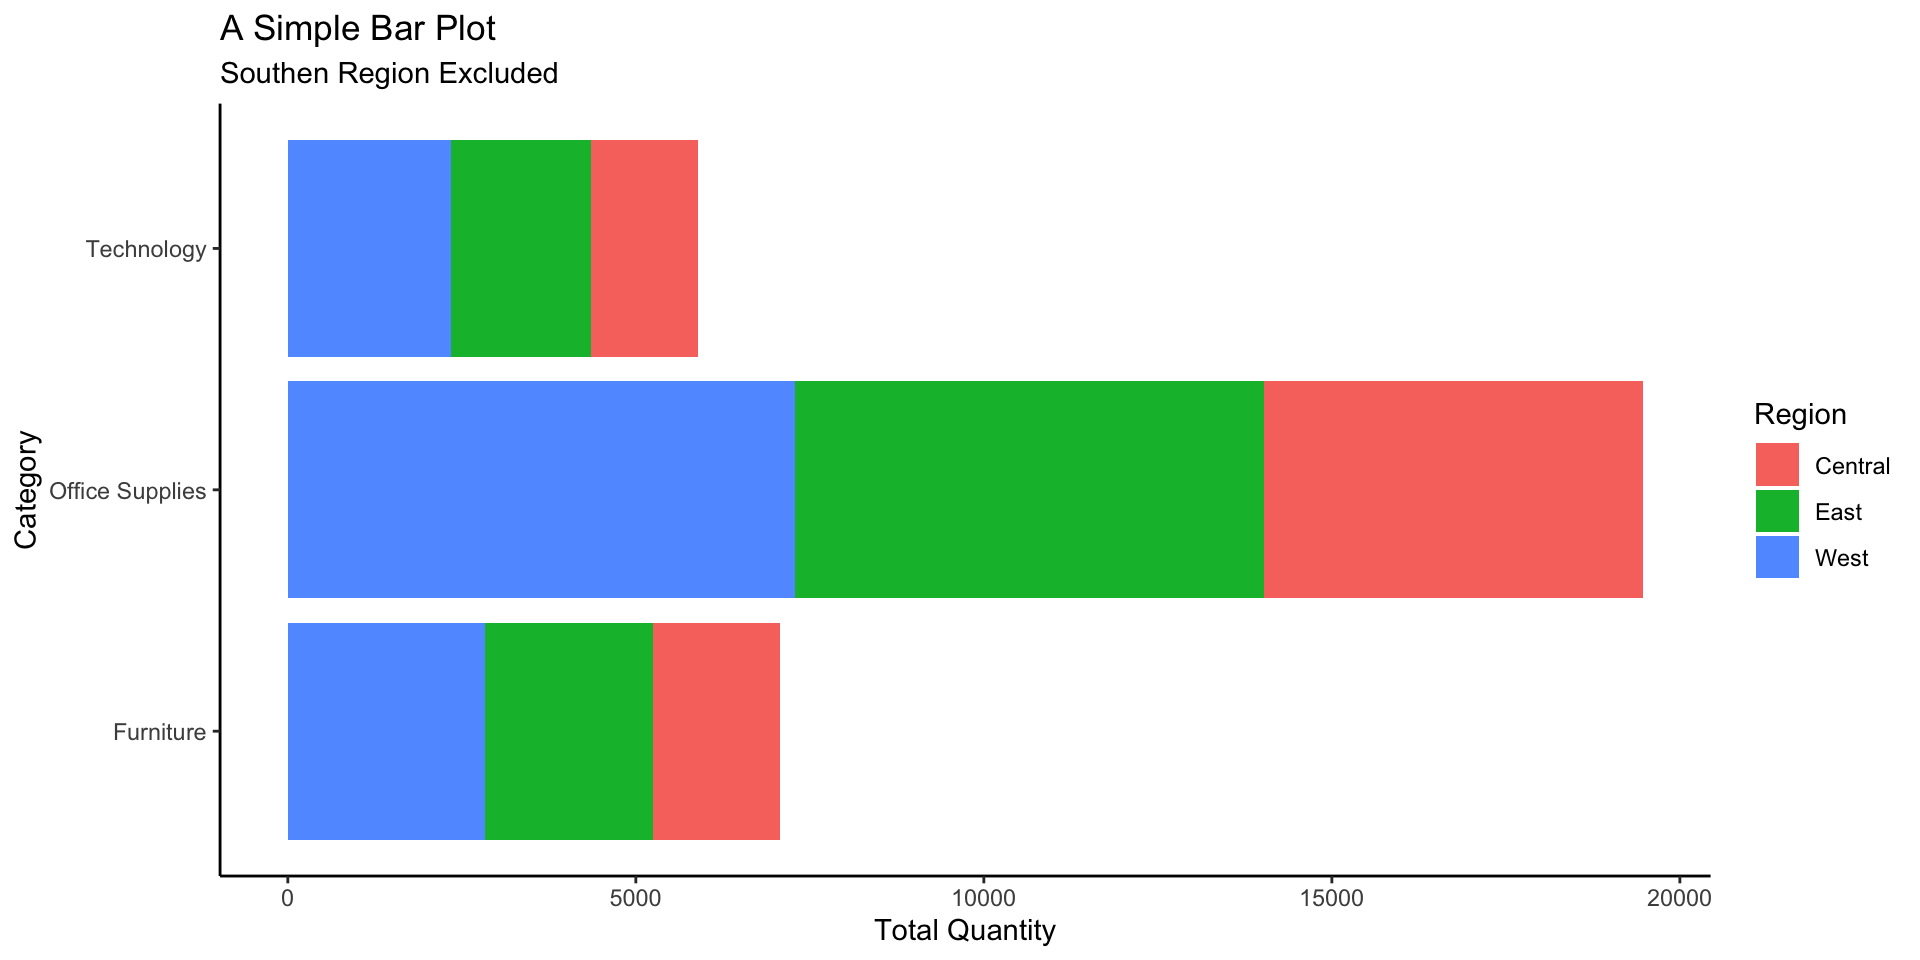 A Simple Bar Plot
Southen Region Excluded
Category
Technology
Office Supplies
Furniture
0 5000 10000 15000 20000
Total Quantity
Region
Central
East
West